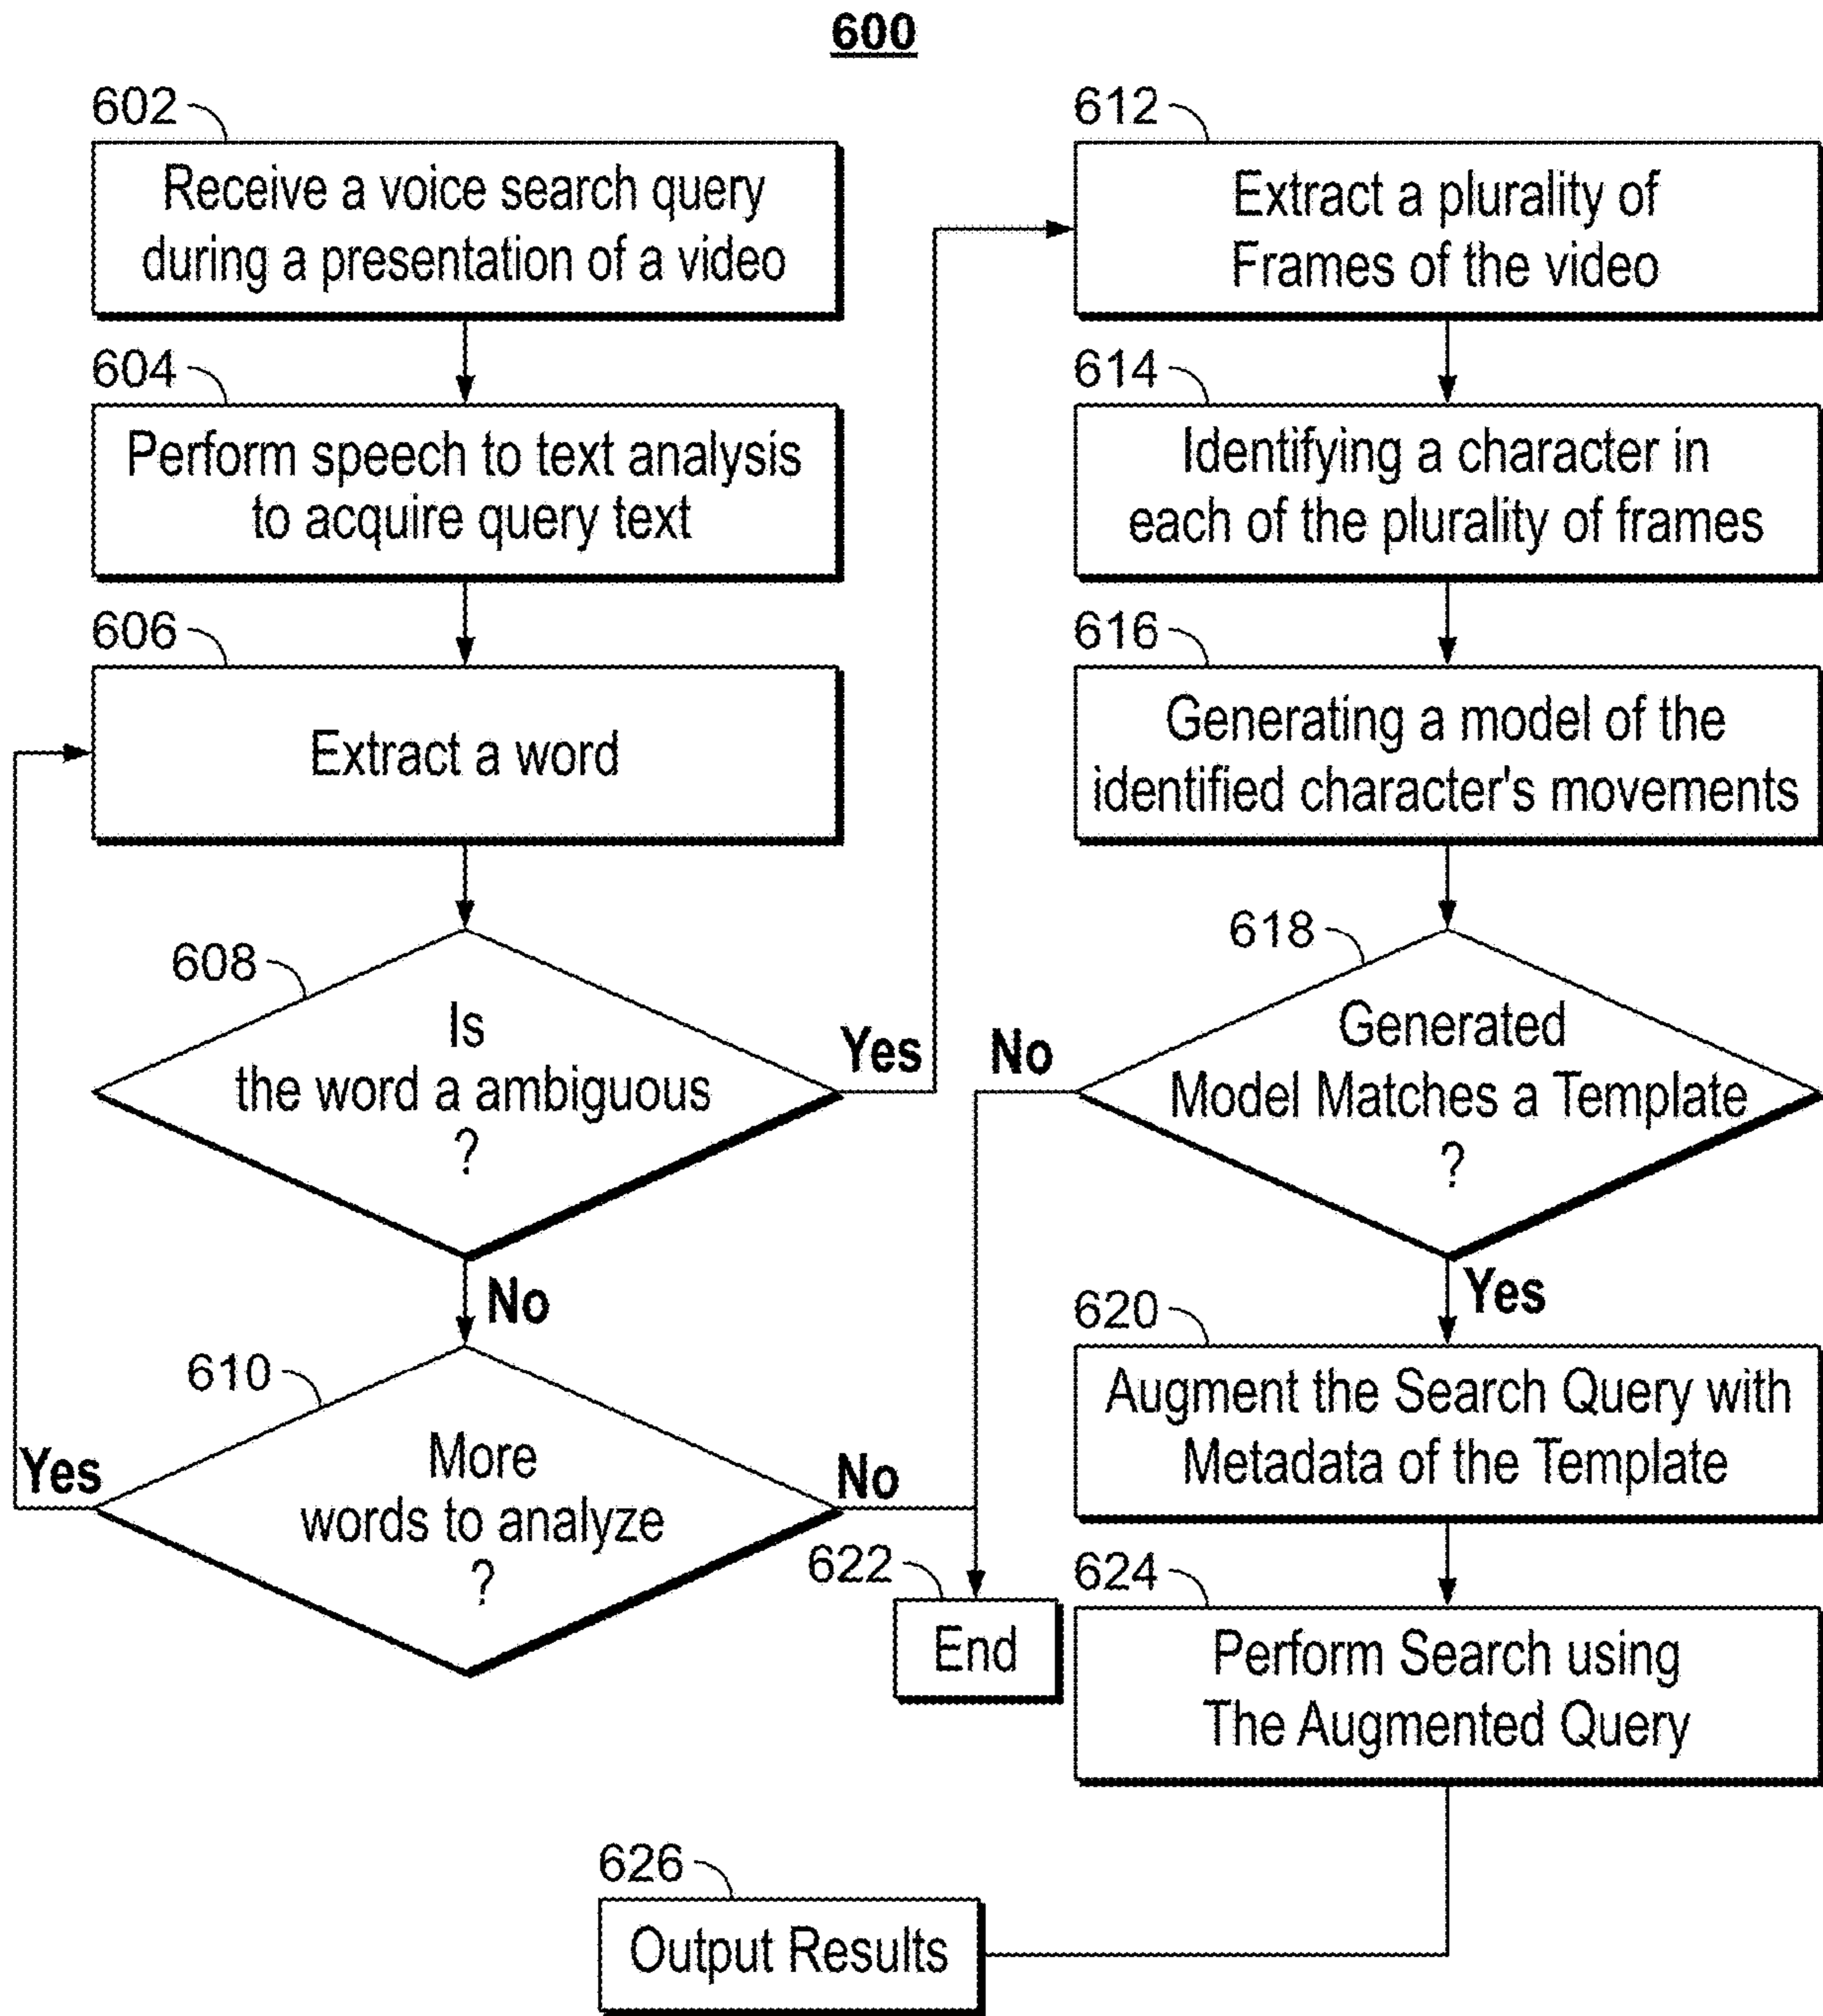 600
602
Receive a voice search query
during a presentation of a video
604
Perform speech to text analysis
to acquire query text
606
Extract a word
608
Is
the word a ambiguous
?
Yes
No
610
More
words to analyze
?
Yes
No
612
Extract a plurality of
Frames of the video
614
Identifying a character in
each of the plurality of frames
616
Generating a model of the
identified character's movements
618
Generated
Model Matches a Template
?
No
Yes
620
Augment the Search Query with
Metadata of the Template
622
End
624
Perform Search using
The Augmented Query
626
Output Results